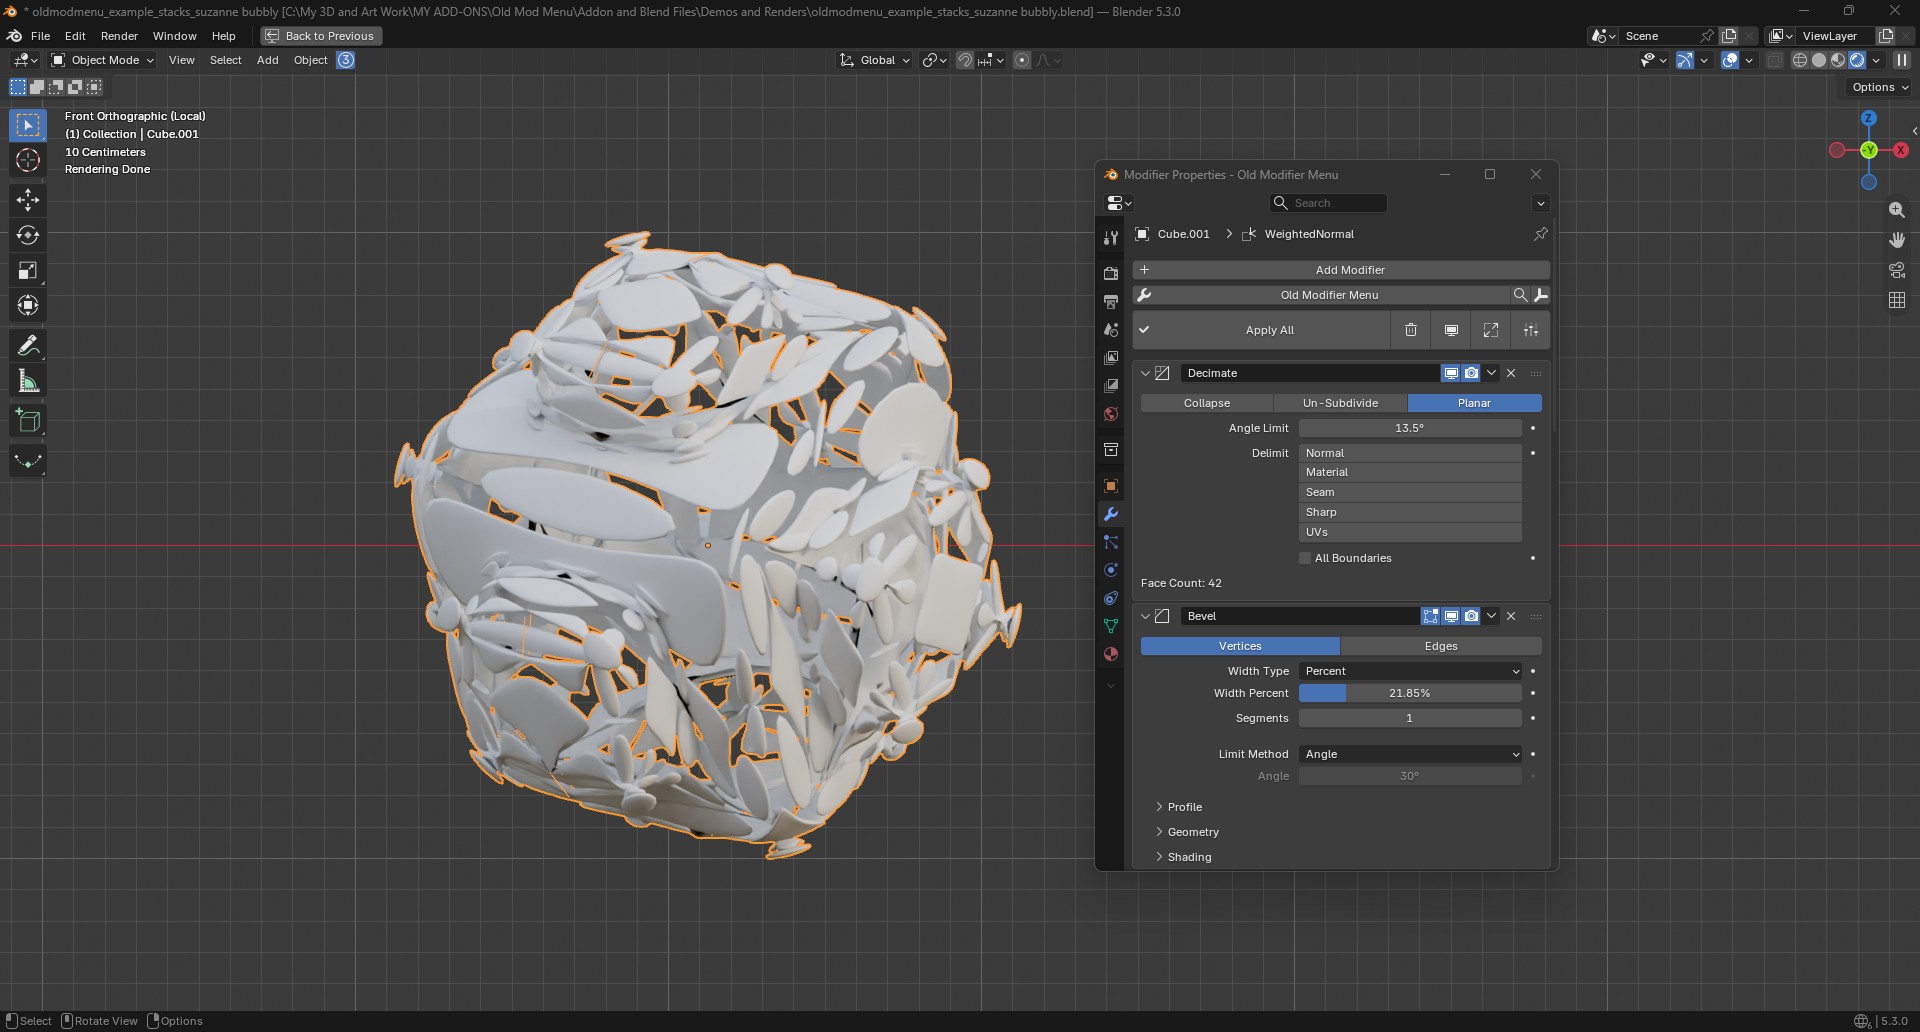 * oldmodmenu_example_stacks_suzanne bubbly [C:\My 3D and Art Work\MY ADD-ONS\Old Mod Menu\Addon and Blend Files\Demos and Renders\oldmodmenu_example_stacks_suzanne bubbly.blend] — Blender 5.3.0
File Edit Render Window Help Back to Previous Scene ViewLayer
Object Mode View Select Add Object 3 Global
Options
Front Orthographic (Local)
(1) Collection | Cube.001
10 Centimeters
Rendering Done
Z
-Y X
Modifier Properties - Old Modifier Menu
Search
Cube.001 WeightedNormal
Add Modifier
Old Modifier Menu
Apply All
Decimate
Collapse Un-Subdivide Planar
Angle Limit 13.5°
Delimit Normal
Material
Seam
Sharp
UVs
All Boundaries
Face Count: 42
Bevel
Vertices Edges
Width Type Percent
Width Percent 21.85%
Segments 1
Limit Method Angle
Angle 30°
Profile
Geometry
Shading
Select Rotate View Options 5.3.0